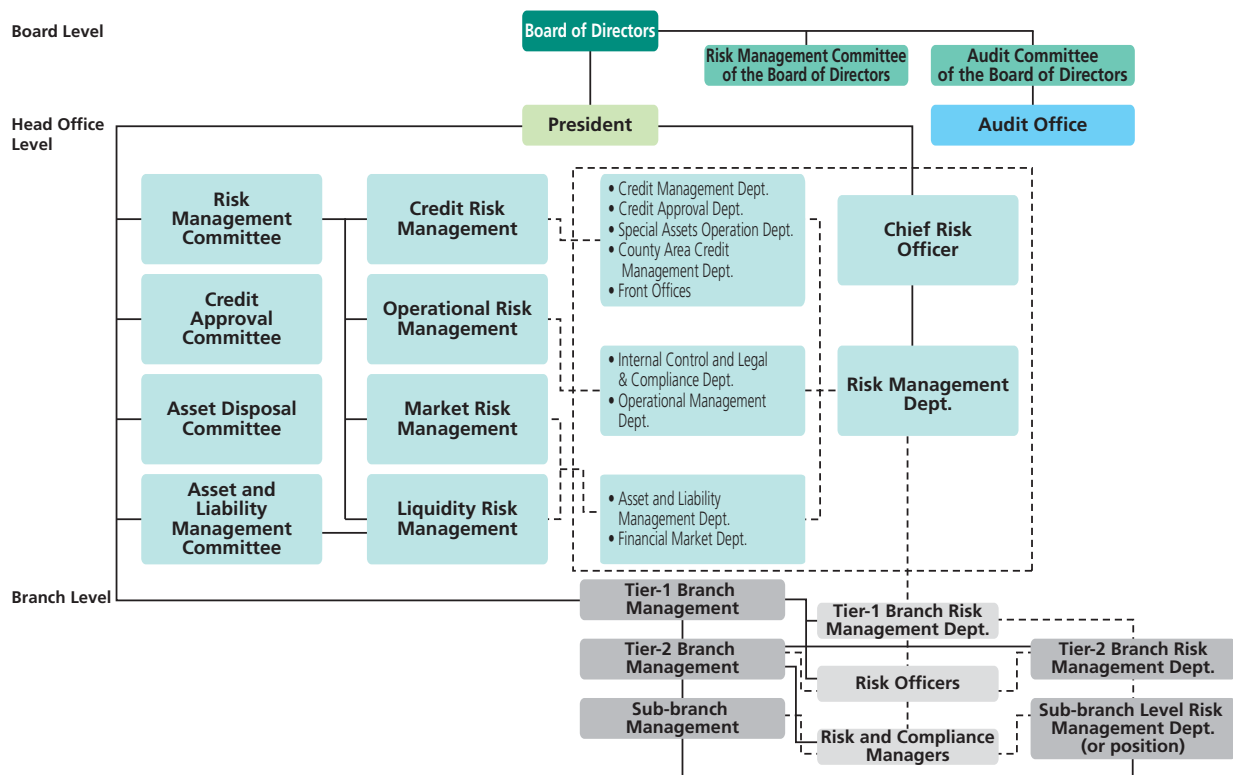 Board Level
Board of Directors
Risk Management Committee
of the Board of Directors
Audit Committee
of the Board of Directors
Head Office
Level
President
Audit Office
Risk
Management
Committee
Credit Risk
Management
• Credit Management Dept.
• Credit Approval Dept.
• Special Assets Operation Dept.
• County Area Credit
Management Dept.
• Front Offices
Chief Risk
Officer
Credit
Approval
Committee
Operational Risk
Management
• Internal Control and Legal
& Compliance Dept.
• Operational Management
Dept.
Risk Management
Dept.
Asset Disposal
Committee
Market Risk
Management
Asset and
Liability
Management
Committee
Liquidity Risk
Management
• Asset and Liability
Management Dept.
• Financial Market Dept.
Branch Level
Tier-1 Branch
Management
Tier-1 Branch Risk
Management Dept.
Tier-2 Branch
Management
Risk Officers
Tier-2 Branch Risk
Management Dept.
Sub-branch
Management
Risk and Compliance
Managers
Sub-branch Level Risk
Management Dept.
(or position)